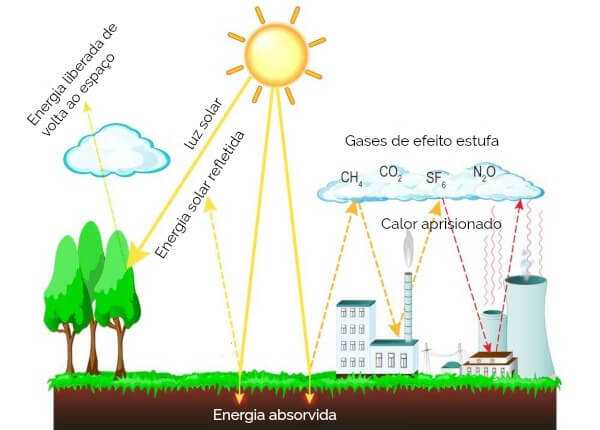 Energia liberada de
volta ao espaço
luz solar
Energia solar refletida
Gases de efeito estufa
CH₄ CO₂ SF₆ N₂O
Calor aprisionado
Energia absorvida